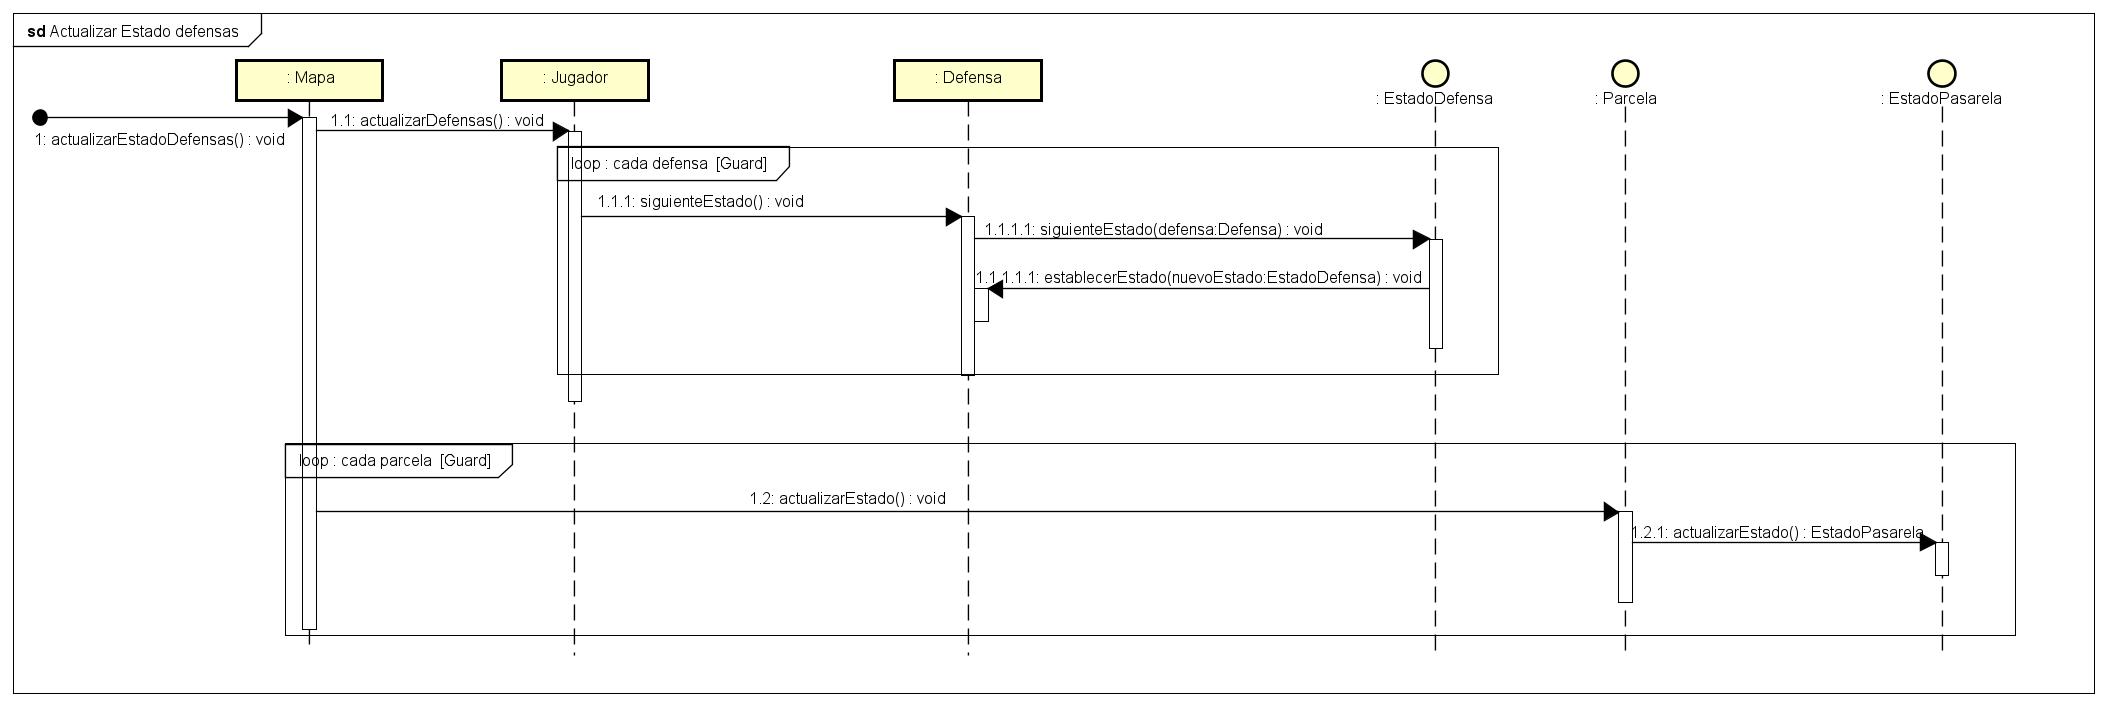 sd Actualizar Estado defensas
: Mapa
: Jugador
: Defensa
: EstadoDefensa
: Parcela
: EstadoPasarela
1: actualizarEstadoDefensas() : void
1.1: actualizarDefensas() : void
loop : cada defensa [Guard]
1.1.1: siguienteEstado() : void
1.1.1.1: siguienteEstado(defensa:Defensa) : void
1.1.1.1.1: establecerEstado(nuevoEstado:EstadoDefensa) : void
loop : cada parcela [Guard]
1.2: actualizarEstado() : void
1.2.1: actualizarEstado() : EstadoPasarela